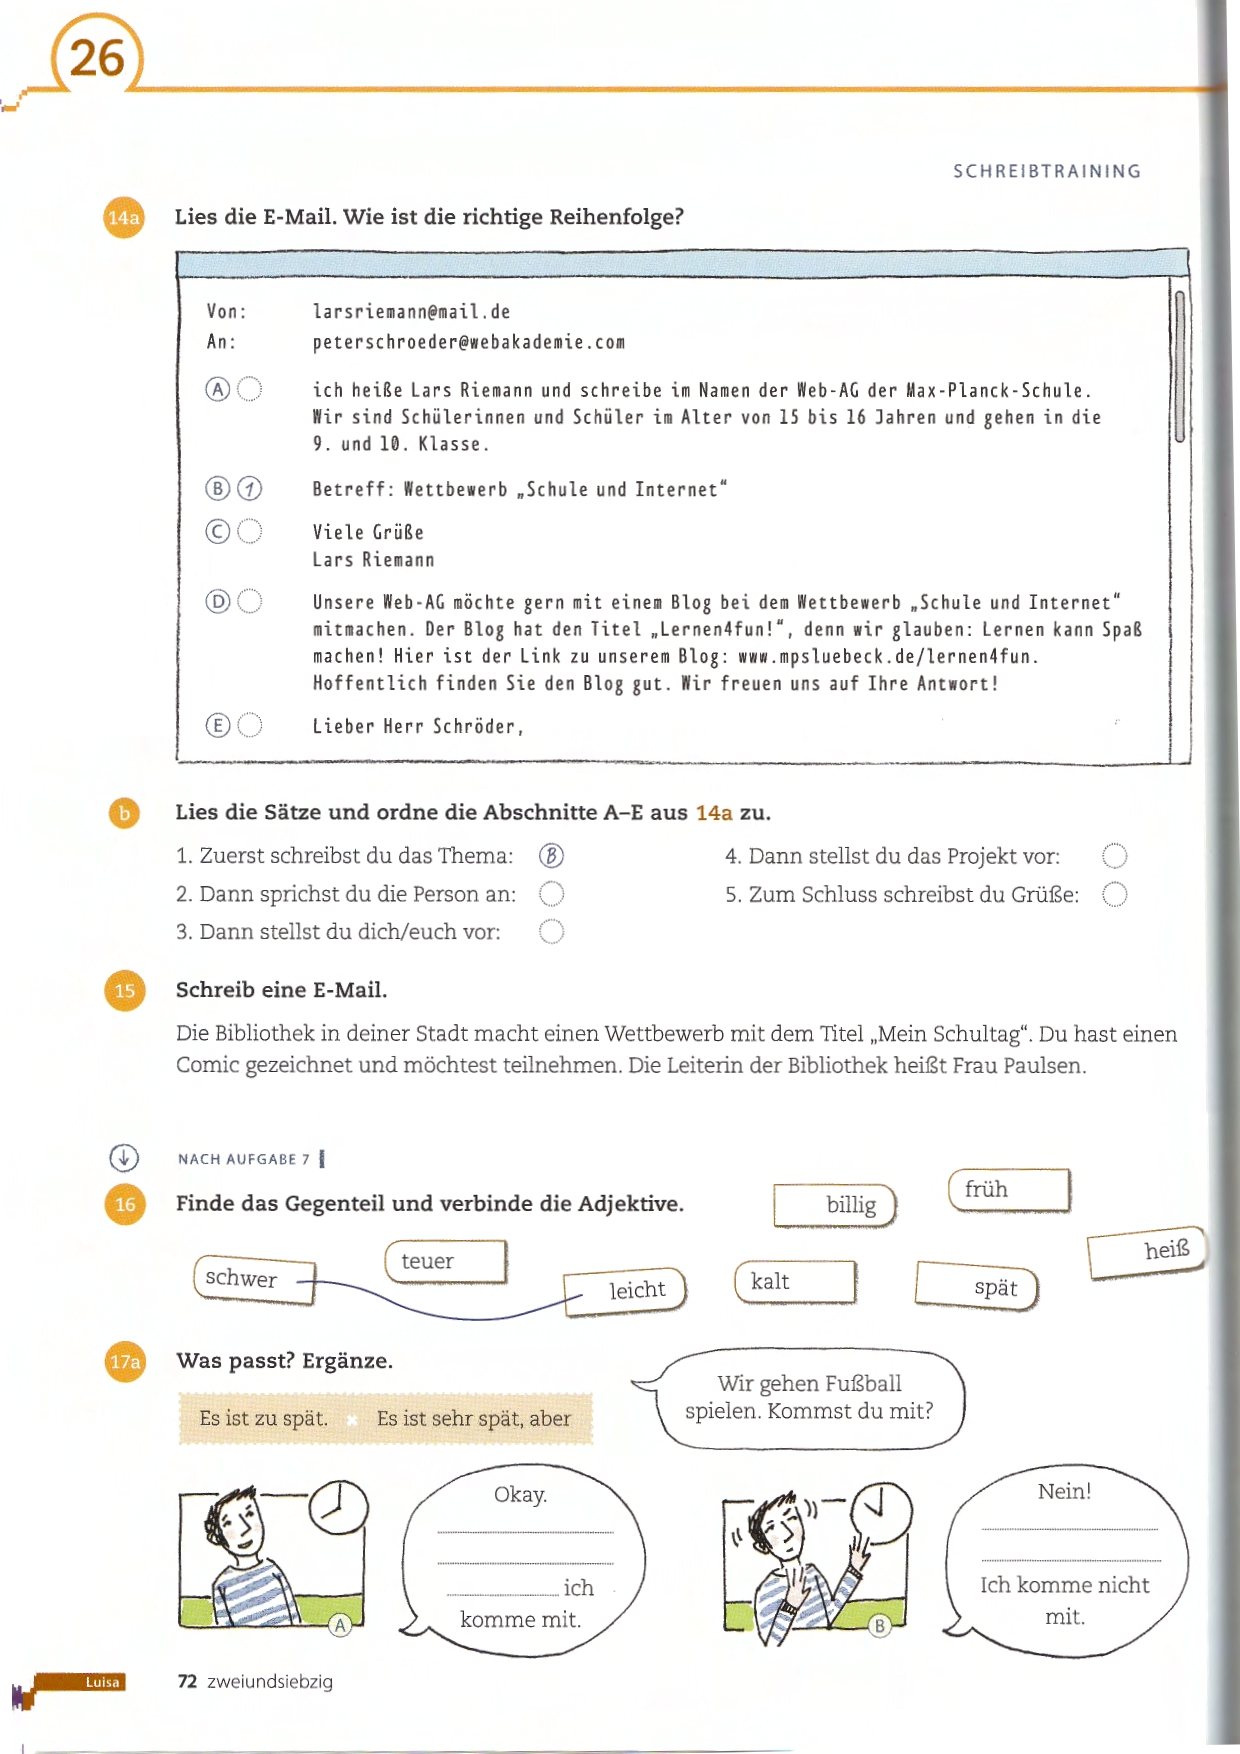 26
SCHREIBTRAINING
14a Lies die E-Mail. Wie ist die richtige Reihenfolge?
Von: larsriemann@mail.de
An: peterschroeder@webakademie.com
A ich heiße Lars Riemann und schreibe im Namen der Web-AG der Max-Planck-Schule.
Wir sind Schülerinnen und Schüler im Alter von 15 bis 16 Jahren und gehen in die
9. und 10. Klasse.
B 1 Betreff: Wettbewerb „Schule und Internet“
C Viele Grüße
Lars Riemann
D Unsere Web-AG möchte gern mit einem Blog bei dem Wettbewerb „Schule und Internet“
mitmachen. Der Blog hat den Titel „Lernen4fun!“, denn wir glauben: Lernen kann Spaß
machen! Hier ist der Link zu unserem Blog: www.mpsluebeck.de/lernen4fun.
Hoffentlich finden Sie den Blog gut. Wir freuen uns auf Ihre Antwort!
E Lieber Herr Schröder,
b Lies die Sätze und ordne die Abschnitte A–E aus 14a zu.
1. Zuerst schreibst du das Thema: B
2. Dann sprichst du die Person an:
3. Dann stellst du dich/euch vor:
4. Dann stellst du das Projekt vor:
5. Zum Schluss schreibst du Grüße:
15 Schreib eine E-Mail.
Die Bibliothek in deiner Stadt macht einen Wettbewerb mit dem Titel „Mein Schultag“. Du hast einen
Comic gezeichnet und möchtest teilnehmen. Die Leiterin der Bibliothek heißt Frau Paulsen.
NACH AUFGABE 7
16 Finde das Gegenteil und verbinde die Adjektive.
billig
früh
schwer
teuer
leicht
kalt
spät
heiß
17a Was passt? Ergänze.
Es ist zu spät. × Es ist sehr spät, aber
Wir gehen Fußball
spielen. Kommst du mit?
Okay.
ich
komme mit.
A
Nein!
Ich komme nicht
mit.
B
Luisa
72 zweiundsiebzig